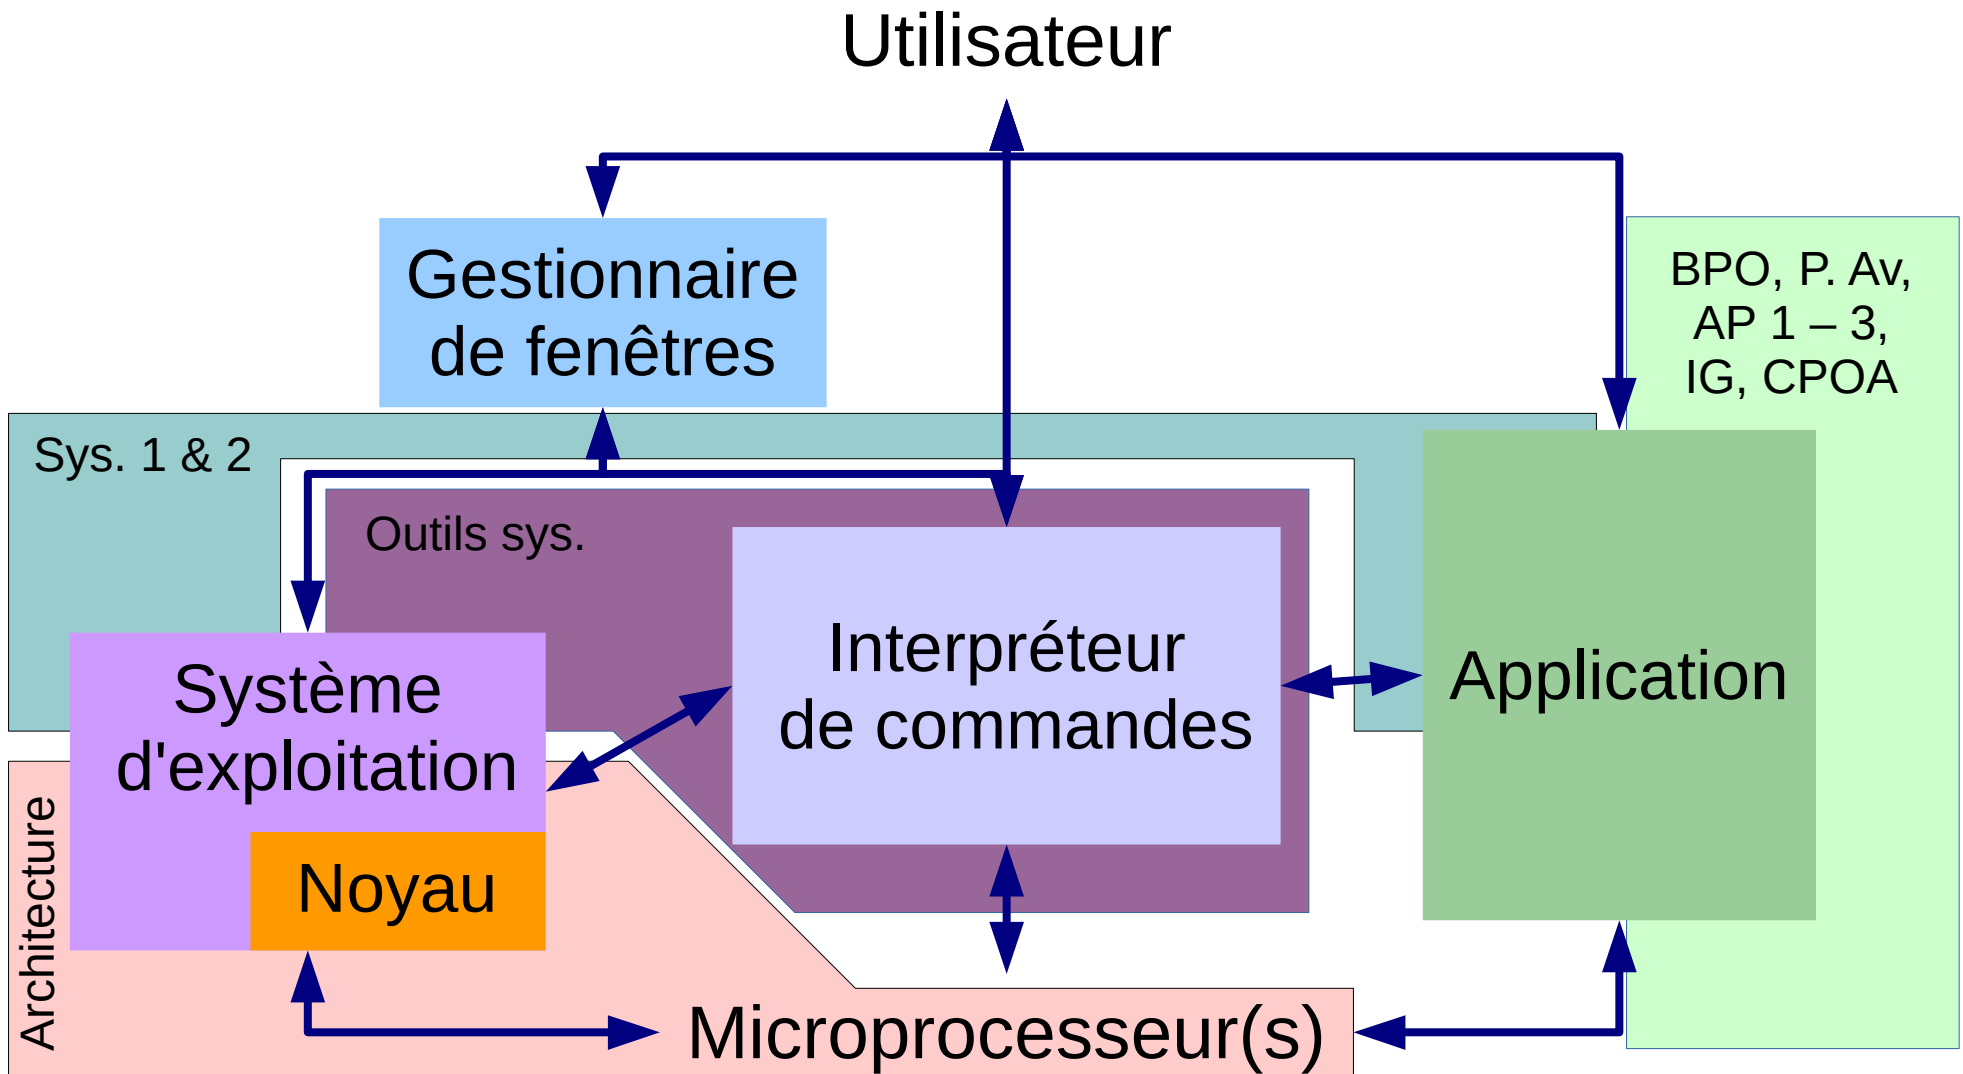 Utilisateur
Gestionnaire
de fenêtres
BPO, P. Av,
AP 1 – 3,
IG, CPOA
Sys. 1 & 2
Outils sys.
Interpréteur
de commandes
Application
Système
d'exploitation
Noyau
Architecture
Microprocesseur(s)